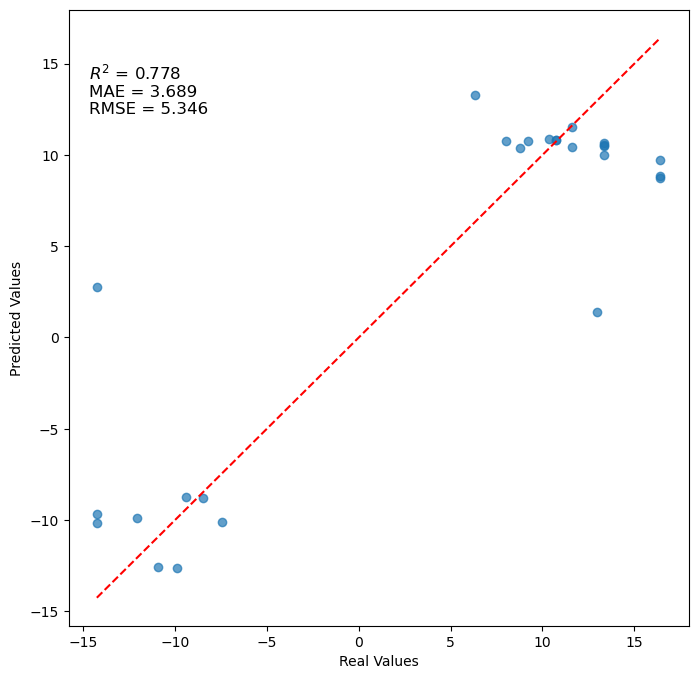 R² = 0.778
MAE = 3.689
RMSE = 5.346
15
10
5
0
−5
−10
−15
Predicted Values
−15 −10 −5 0 5 10 15
Real Values